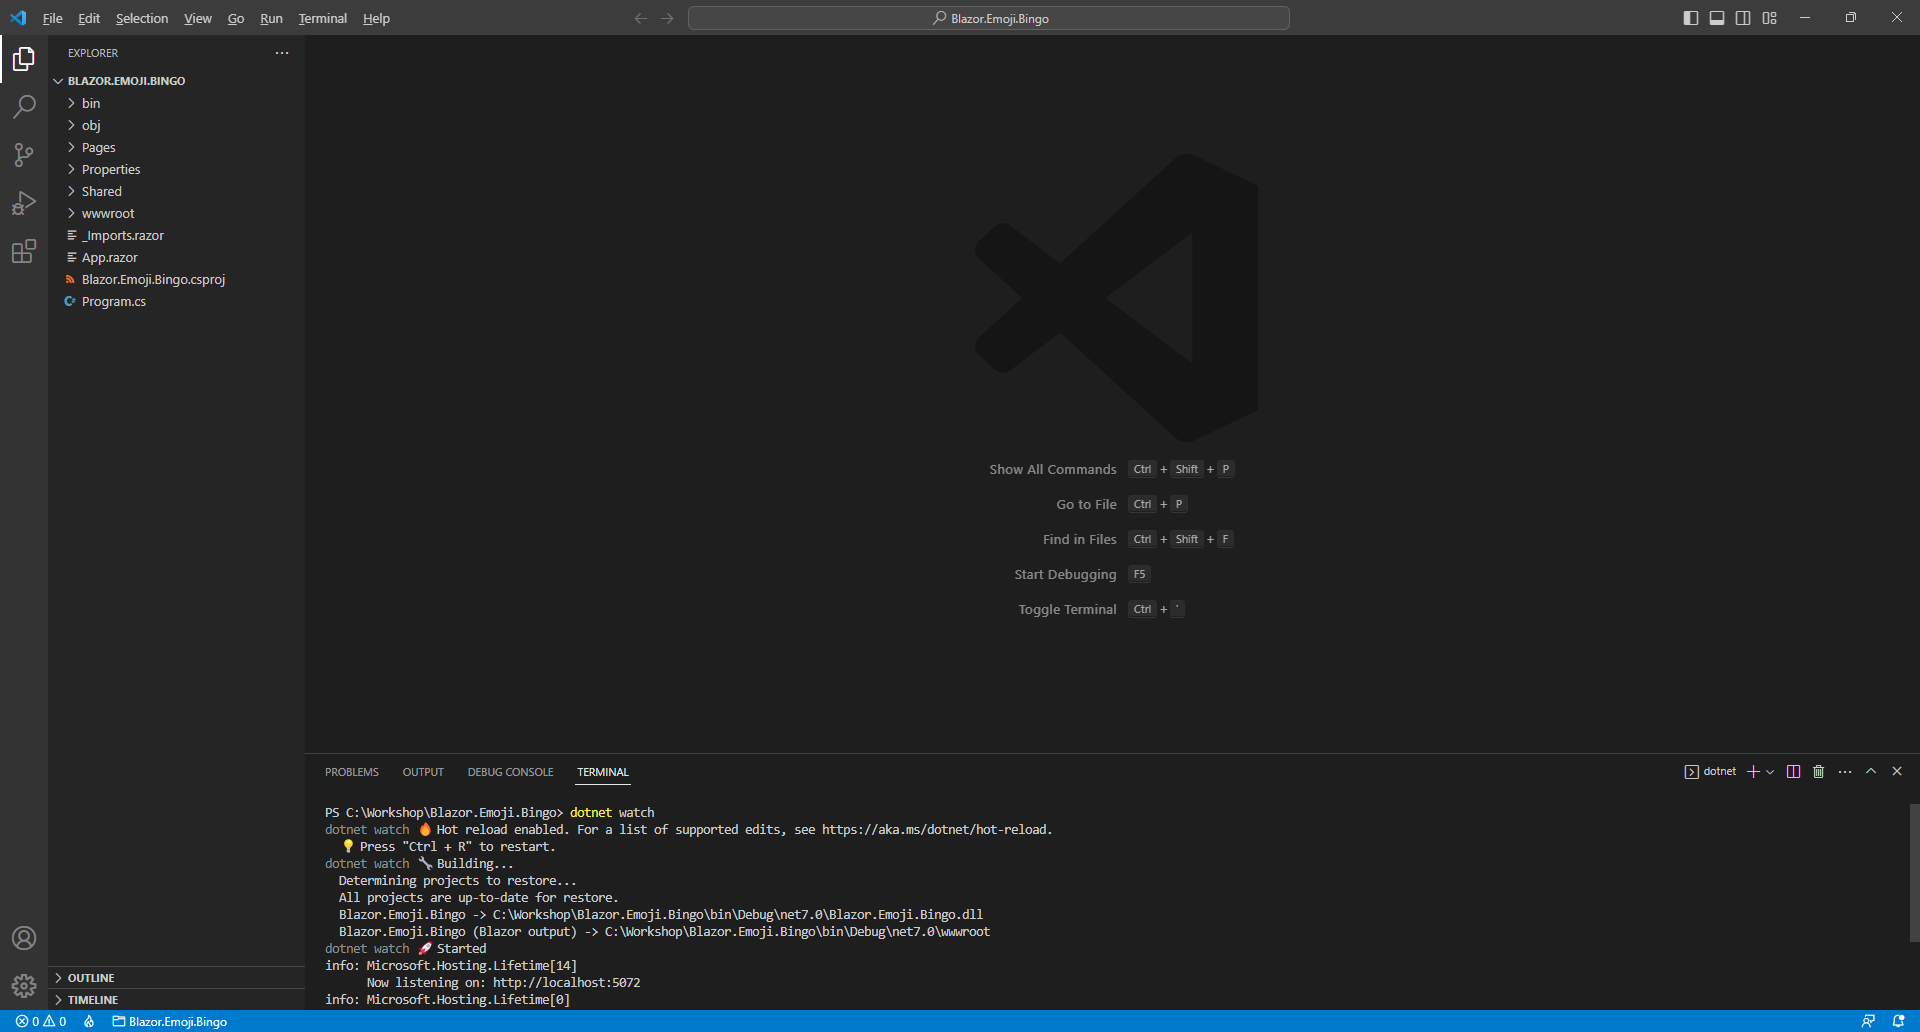 File Edit Selection View Go Run Terminal Help
Blazor.Emoji.Bingo
EXPLORER
BLAZOR.EMOJI.BINGO
bin
obj
Pages
Properties
Shared
wwwroot
_Imports.razor
App.razor
Blazor.Emoji.Bingo.csproj
Program.cs
Show All Commands Ctrl + Shift + P
Go to File Ctrl + P
Find in Files Ctrl + Shift + F
Start Debugging F5
Toggle Terminal Ctrl + '
PROBLEMS OUTPUT DEBUG CONSOLE TERMINAL
dotnet
PS C:\Workshop\Blazor.Emoji.Bingo> dotnet watch
dotnet watch 🔥 Hot reload enabled. For a list of supported edits, see https://aka.ms/dotnet/hot-reload.
💡 Press "Ctrl + R" to restart.
dotnet watch 🔧 Building...
Determining projects to restore...
All projects are up-to-date for restore.
Blazor.Emoji.Bingo -> C:\Workshop\Blazor.Emoji.Bingo\bin\Debug\net7.0\Blazor.Emoji.Bingo.dll
Blazor.Emoji.Bingo (Blazor output) -> C:\Workshop\Blazor.Emoji.Bingo\bin\Debug\net7.0\wwwroot
dotnet watch 🚀 Started
info: Microsoft.Hosting.Lifetime[14]
Now listening on: http://localhost:5072
info: Microsoft.Hosting.Lifetime[0]
OUTLINE
TIMELINE
0 0 Blazor.Emoji.Bingo